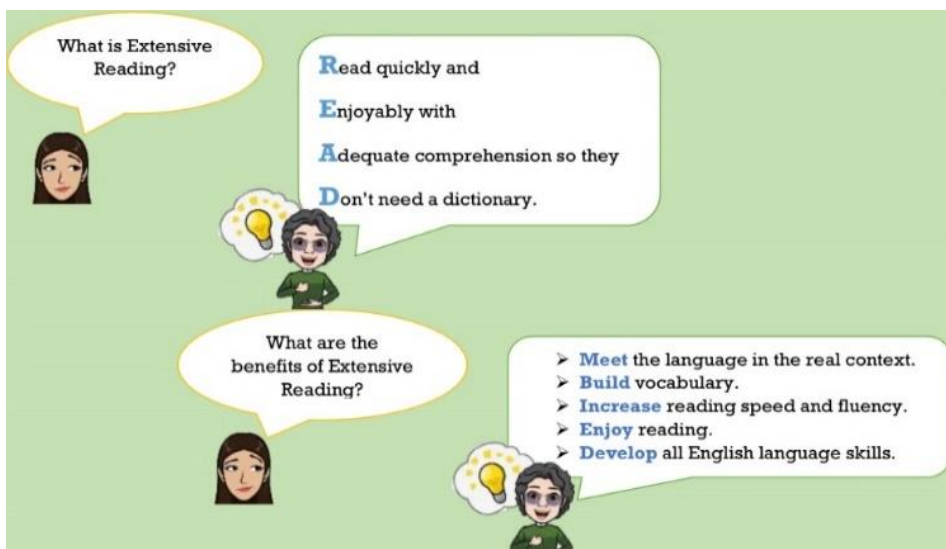 What is Extensive
Reading?
Read quickly and
Enjoyably with
Adequate comprehension so they
Don't need a dictionary.
What are the
benefits of Extensive
Reading?
➢ Meet the language in the real context.
➢ Build vocabulary.
➢ Increase reading speed and fluency.
➢ Enjoy reading.
➢ Develop all English language skills.